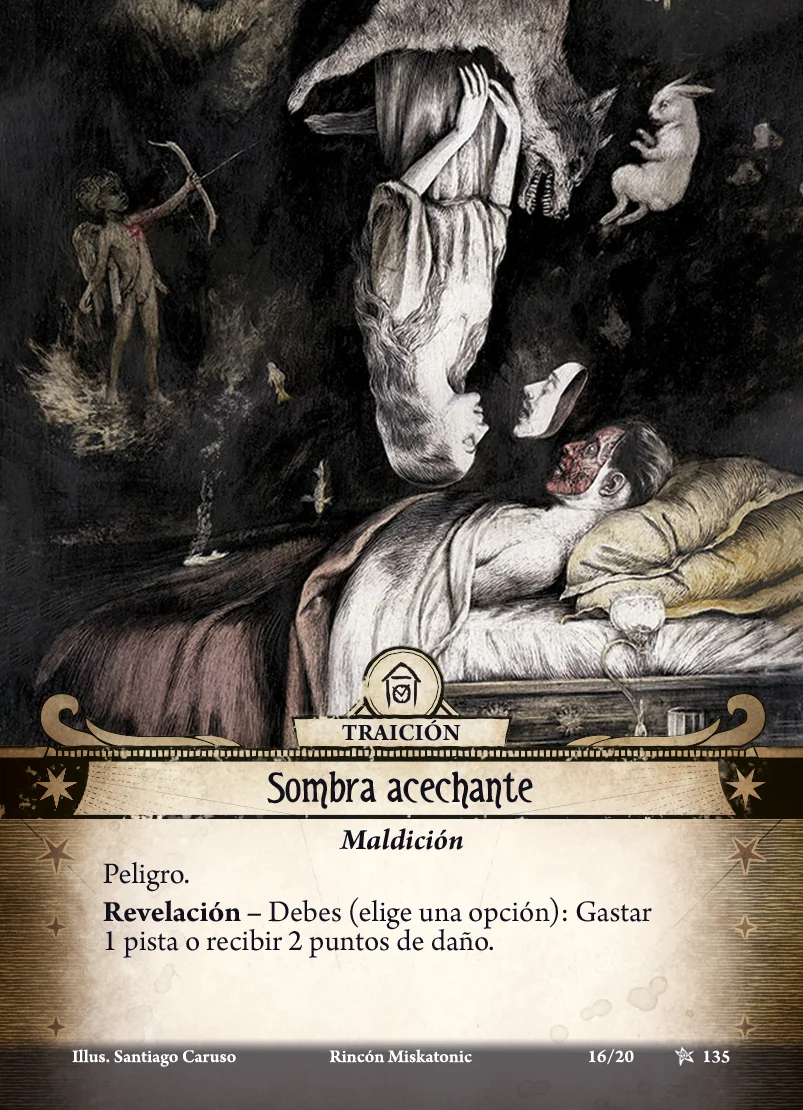 TRAICIÓN
Sombra acechante
Maldición
Peligro.
Revelación – Debes (elige una opción): Gastar
1 pista o recibir 2 puntos de daño.
Illus. Santiago Caruso Rincón Miskatonic 16/20 135